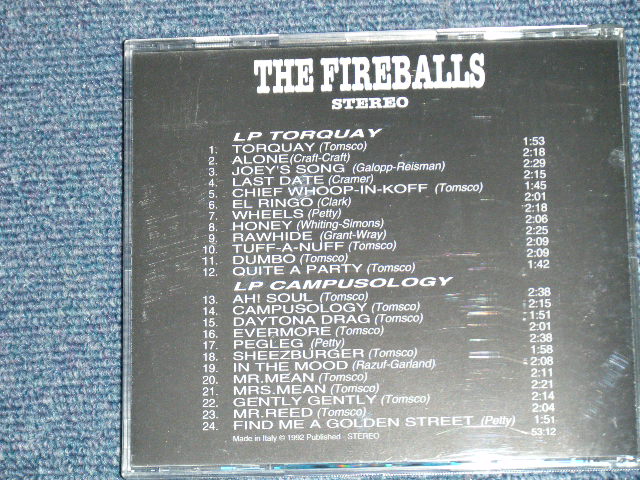 THE FIREBALLS
STEREO
LP TORQUAY
1. TORQUAY (Tomsco) 1:53
2. ALONE (Craft-Craft) 2:18
3. JOEY'S SONG (Galopp-Reisman) 2:29
4. LAST DATE (Cramer) 2:15
5. CHIEF WHOOP-IN-KOFF (Tomsco) 1:45
6. EL RINGO (Clark) 2:01
7. WHEELS (Petty) 2:18
8. HONEY (Whiting-Simons) 2:06
9. RAWHIDE (Grant-Wray) 2:25
10. TUFF-A-NUFF (Tomsco) 2:09
11. DUMBO (Tomsco) 2:09
12. QUITE A PARTY (Tomsco) 1:42
LP CAMPUSOLOGY
13. AH! SOUL (Tomsco) 2:38
14. CAMPUSOLOGY (Tomsco) 2:15
15. DAYTONA DRAG (Tomsco) 1:51
16. EVERMORE (Tomsco) 2:01
17. PEGLEG (Petty) 2:38
18. SHEEZBURGER (Tomsco) 1:58
19. IN THE MOOD (Razuf-Garland) 2:08
20. MR.MEAN (Tomsco) 2:11
21. MRS.MEAN (Tomsco) 2:21
22. GENTLY GENTLY (Tomsco) 2:14
23. MR.REED (Tomsco) 2:04
24. FIND ME A GOLDEN STREET (Petty) 1:51
Made in Italy © 1992 Published STEREO 53:12